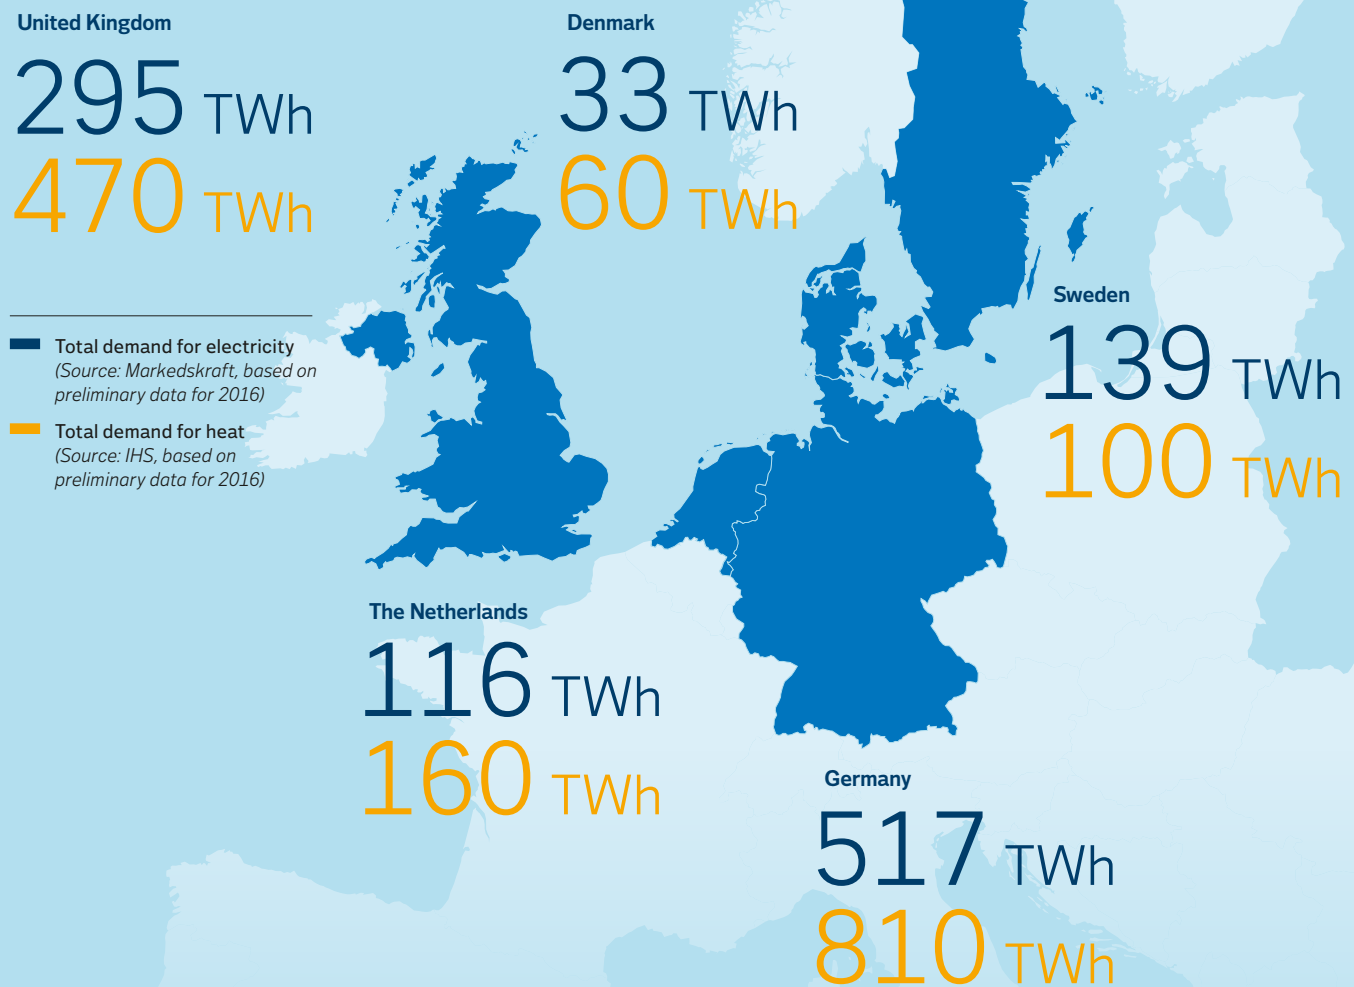 United Kingdom
295 TWh
470 TWh
Denmark
33 TWh
60 TWh
Total demand for electricity
(Source: Markedskraft, based on
preliminary data for 2016)
Total demand for heat
(Source: IHS, based on
preliminary data for 2016)
Sweden
139 TWh
100 TWh
The Netherlands
116 TWh
160 TWh
Germany
517 TWh
810 TWh